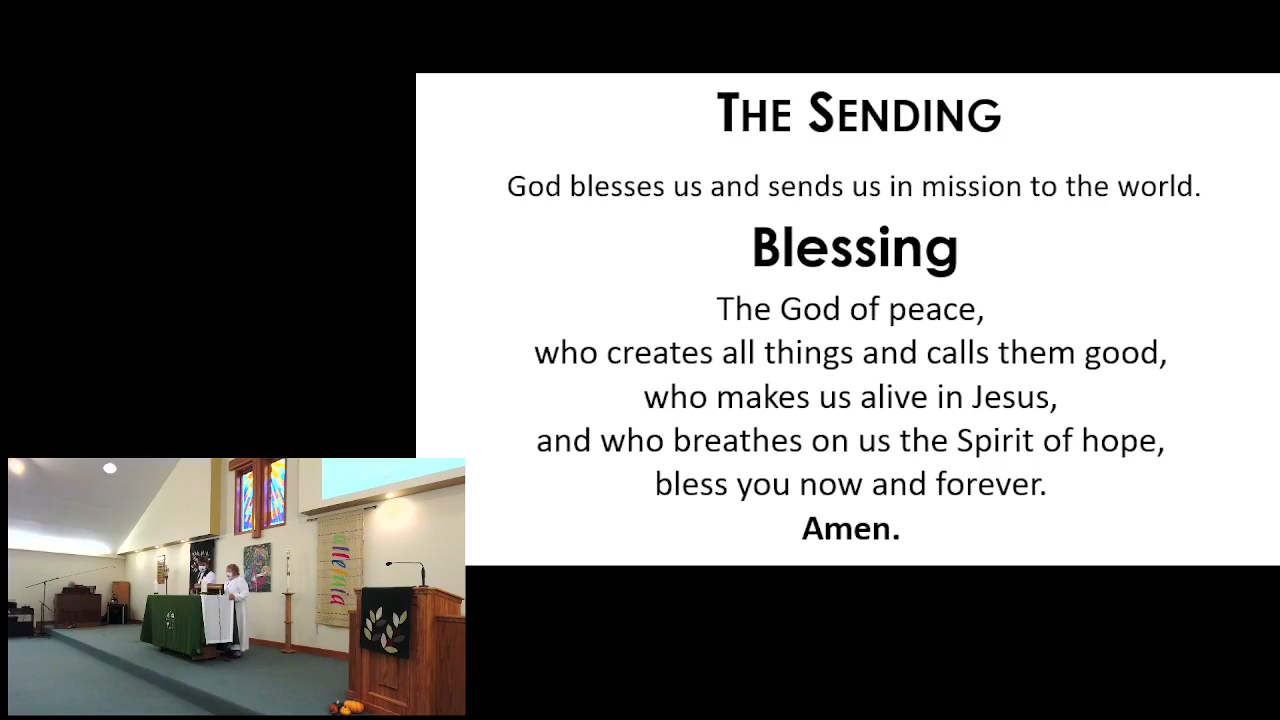 THE SENDING
God blesses us and sends us in mission to the world.
Blessing
The God of peace,
who creates all things and calls them good,
who makes us alive in Jesus,
and who breathes on us the Spirit of hope,
bless you now and forever.
Amen.
alleluia